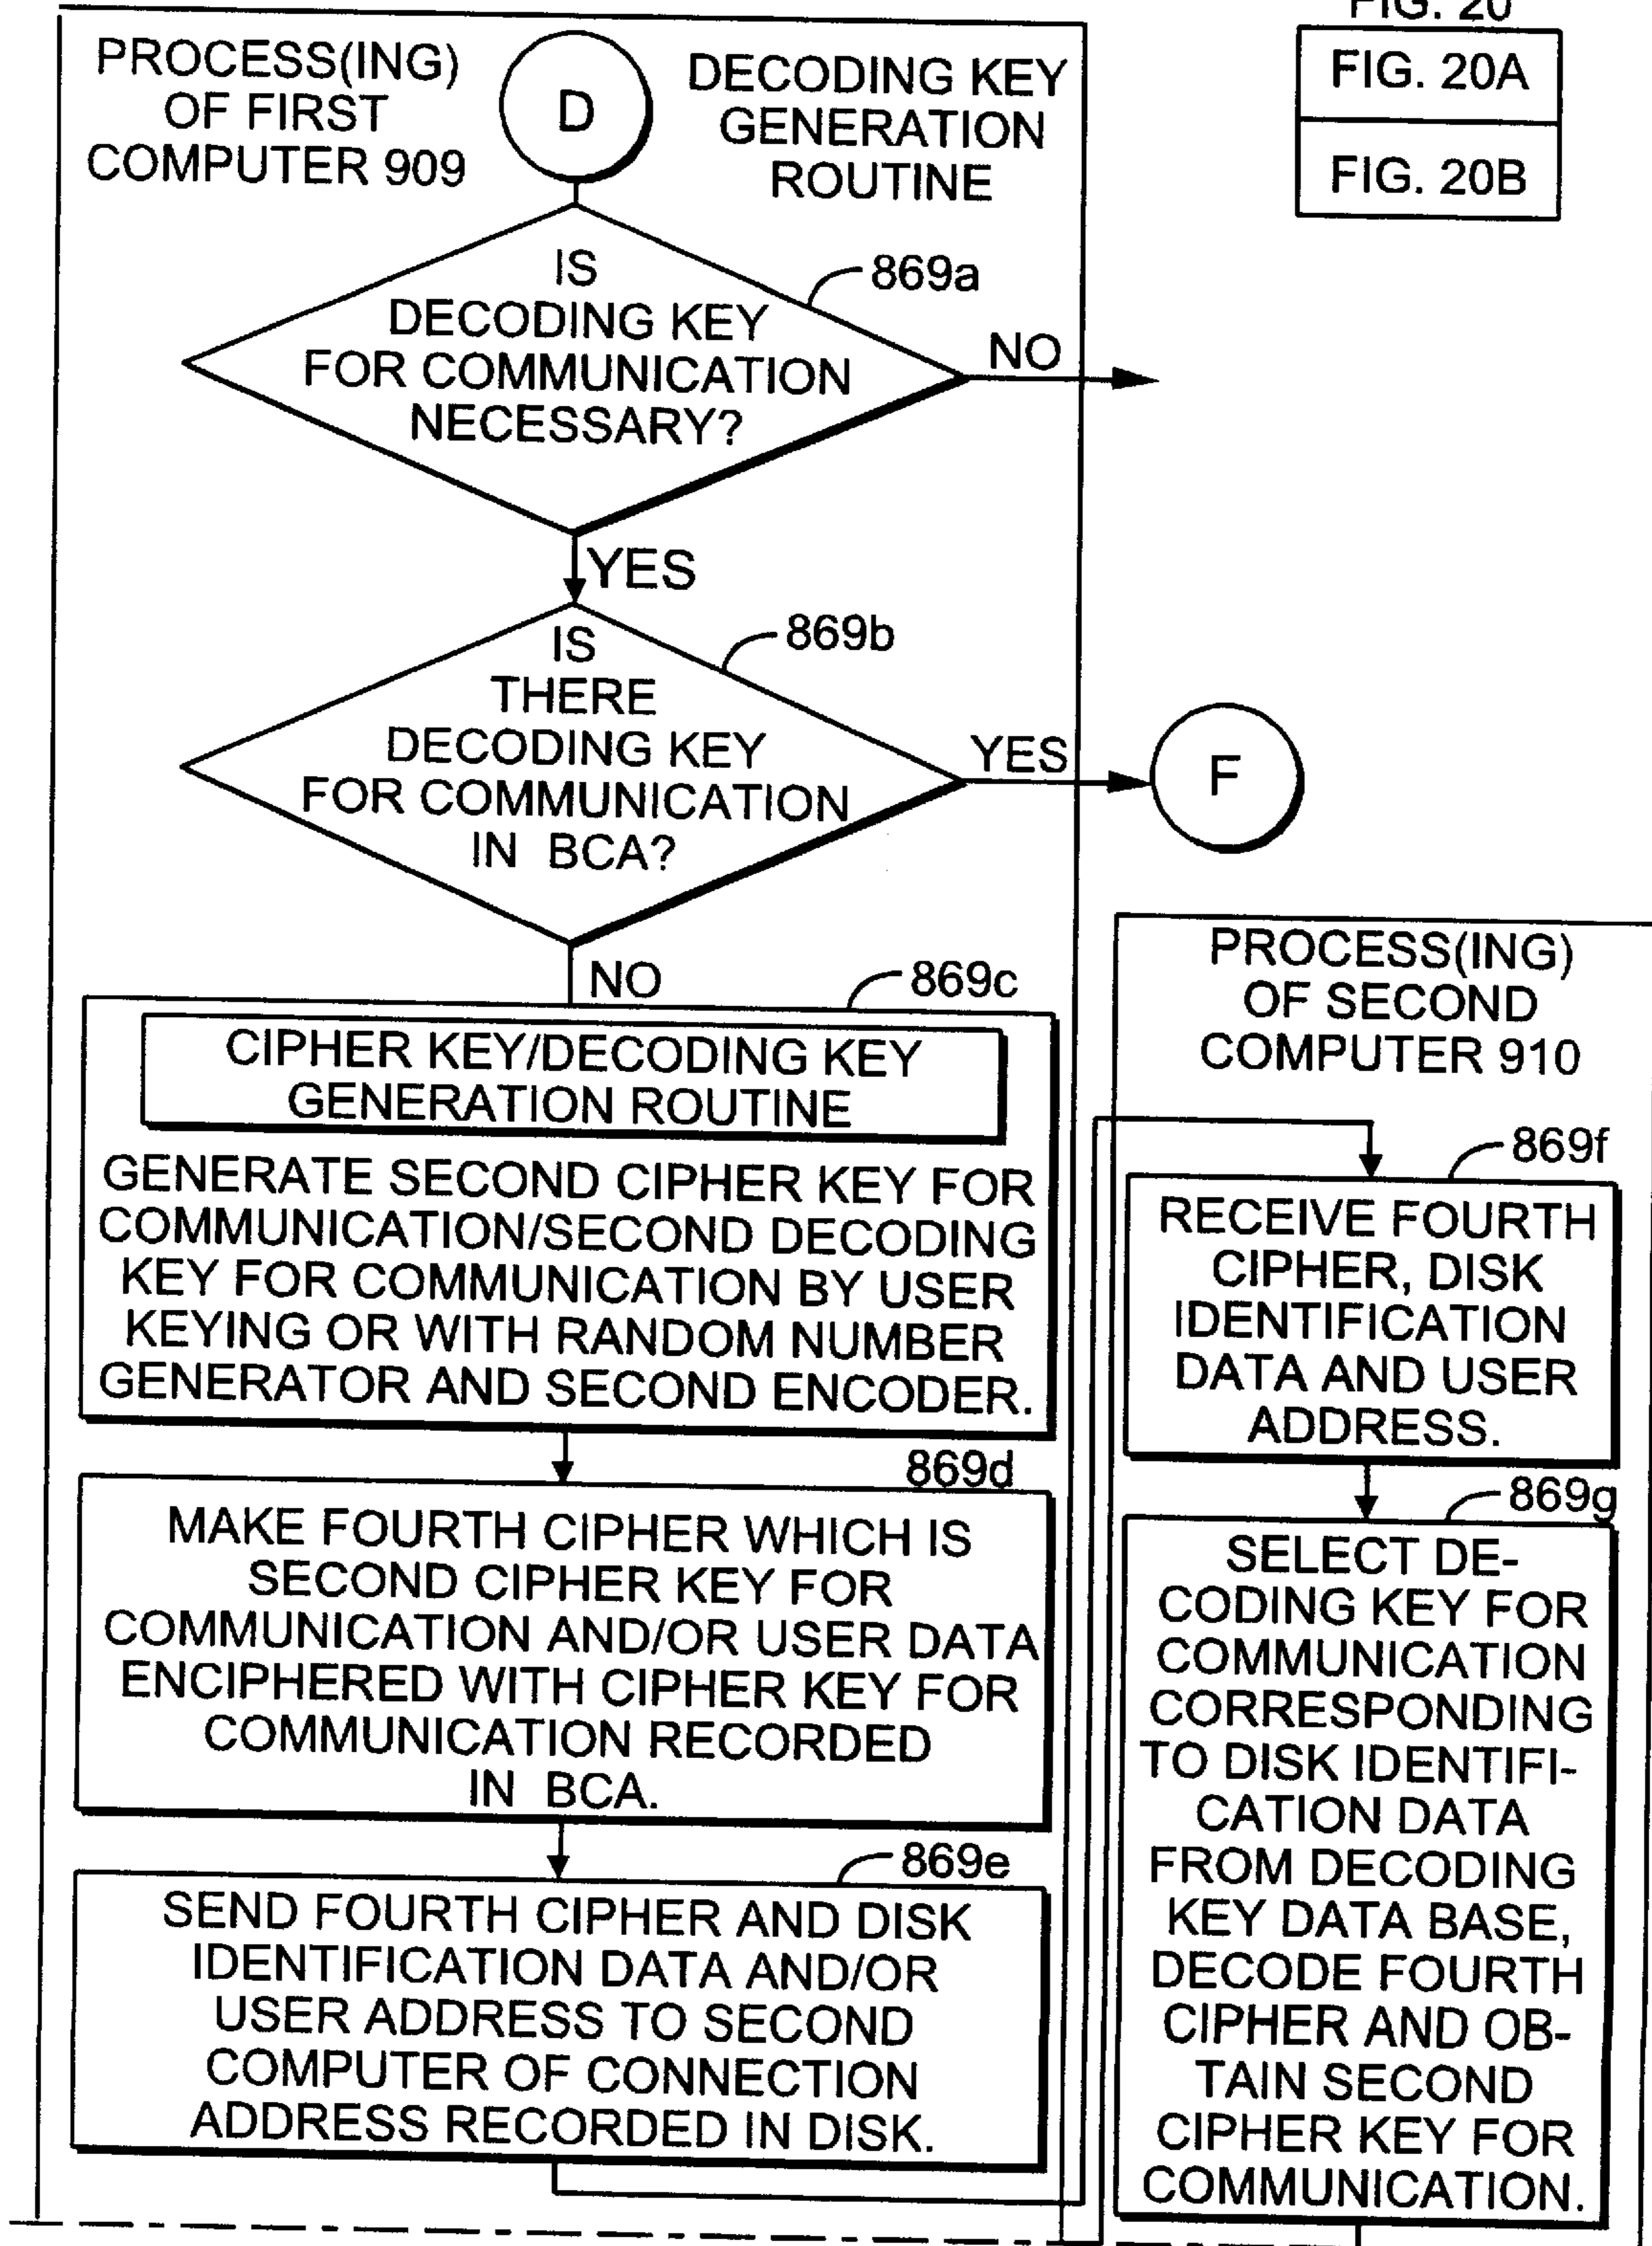 FIG. 20
FIG. 20A
FIG. 20B
PROCESS(ING)
OF FIRST
COMPUTER 909
D
DECODING KEY
GENERATION
ROUTINE
IS
DECODING KEY
FOR COMMUNICATION
NECESSARY?
869a
NO
YES
IS
THERE
DECODING KEY
FOR COMMUNICATION
IN BCA?
869b
YES
F
NO
869c
CIPHER KEY/DECODING KEY
GENERATION ROUTINE
GENERATE SECOND CIPHER KEY FOR
COMMUNICATION/SECOND DECODING
KEY FOR COMMUNICATION BY USER
KEYING OR WITH RANDOM NUMBER
GENERATOR AND SECOND ENCODER.
869d
MAKE FOURTH CIPHER WHICH IS
SECOND CIPHER KEY FOR
COMMUNICATION AND/OR USER DATA
ENCIPHERED WITH CIPHER KEY FOR
COMMUNICATION RECORDED
IN BCA.
869e
SEND FOURTH CIPHER AND DISK
IDENTIFICATION DATA AND/OR
USER ADDRESS TO SECOND
COMPUTER OF CONNECTION
ADDRESS RECORDED IN DISK.
PROCESS(ING)
OF SECOND
COMPUTER 910
869f
RECEIVE FOURTH
CIPHER, DISK
IDENTIFICATION
DATA AND USER
ADDRESS.
869g
SELECT DE-
CODING KEY FOR
COMMUNICATION
CORRESPONDING
TO DISK IDENTIFI-
CATION DATA
FROM DECODING
KEY DATA BASE,
DECODE FOURTH
CIPHER AND OB-
TAIN SECOND
CIPHER KEY FOR
COMMUNICATION.